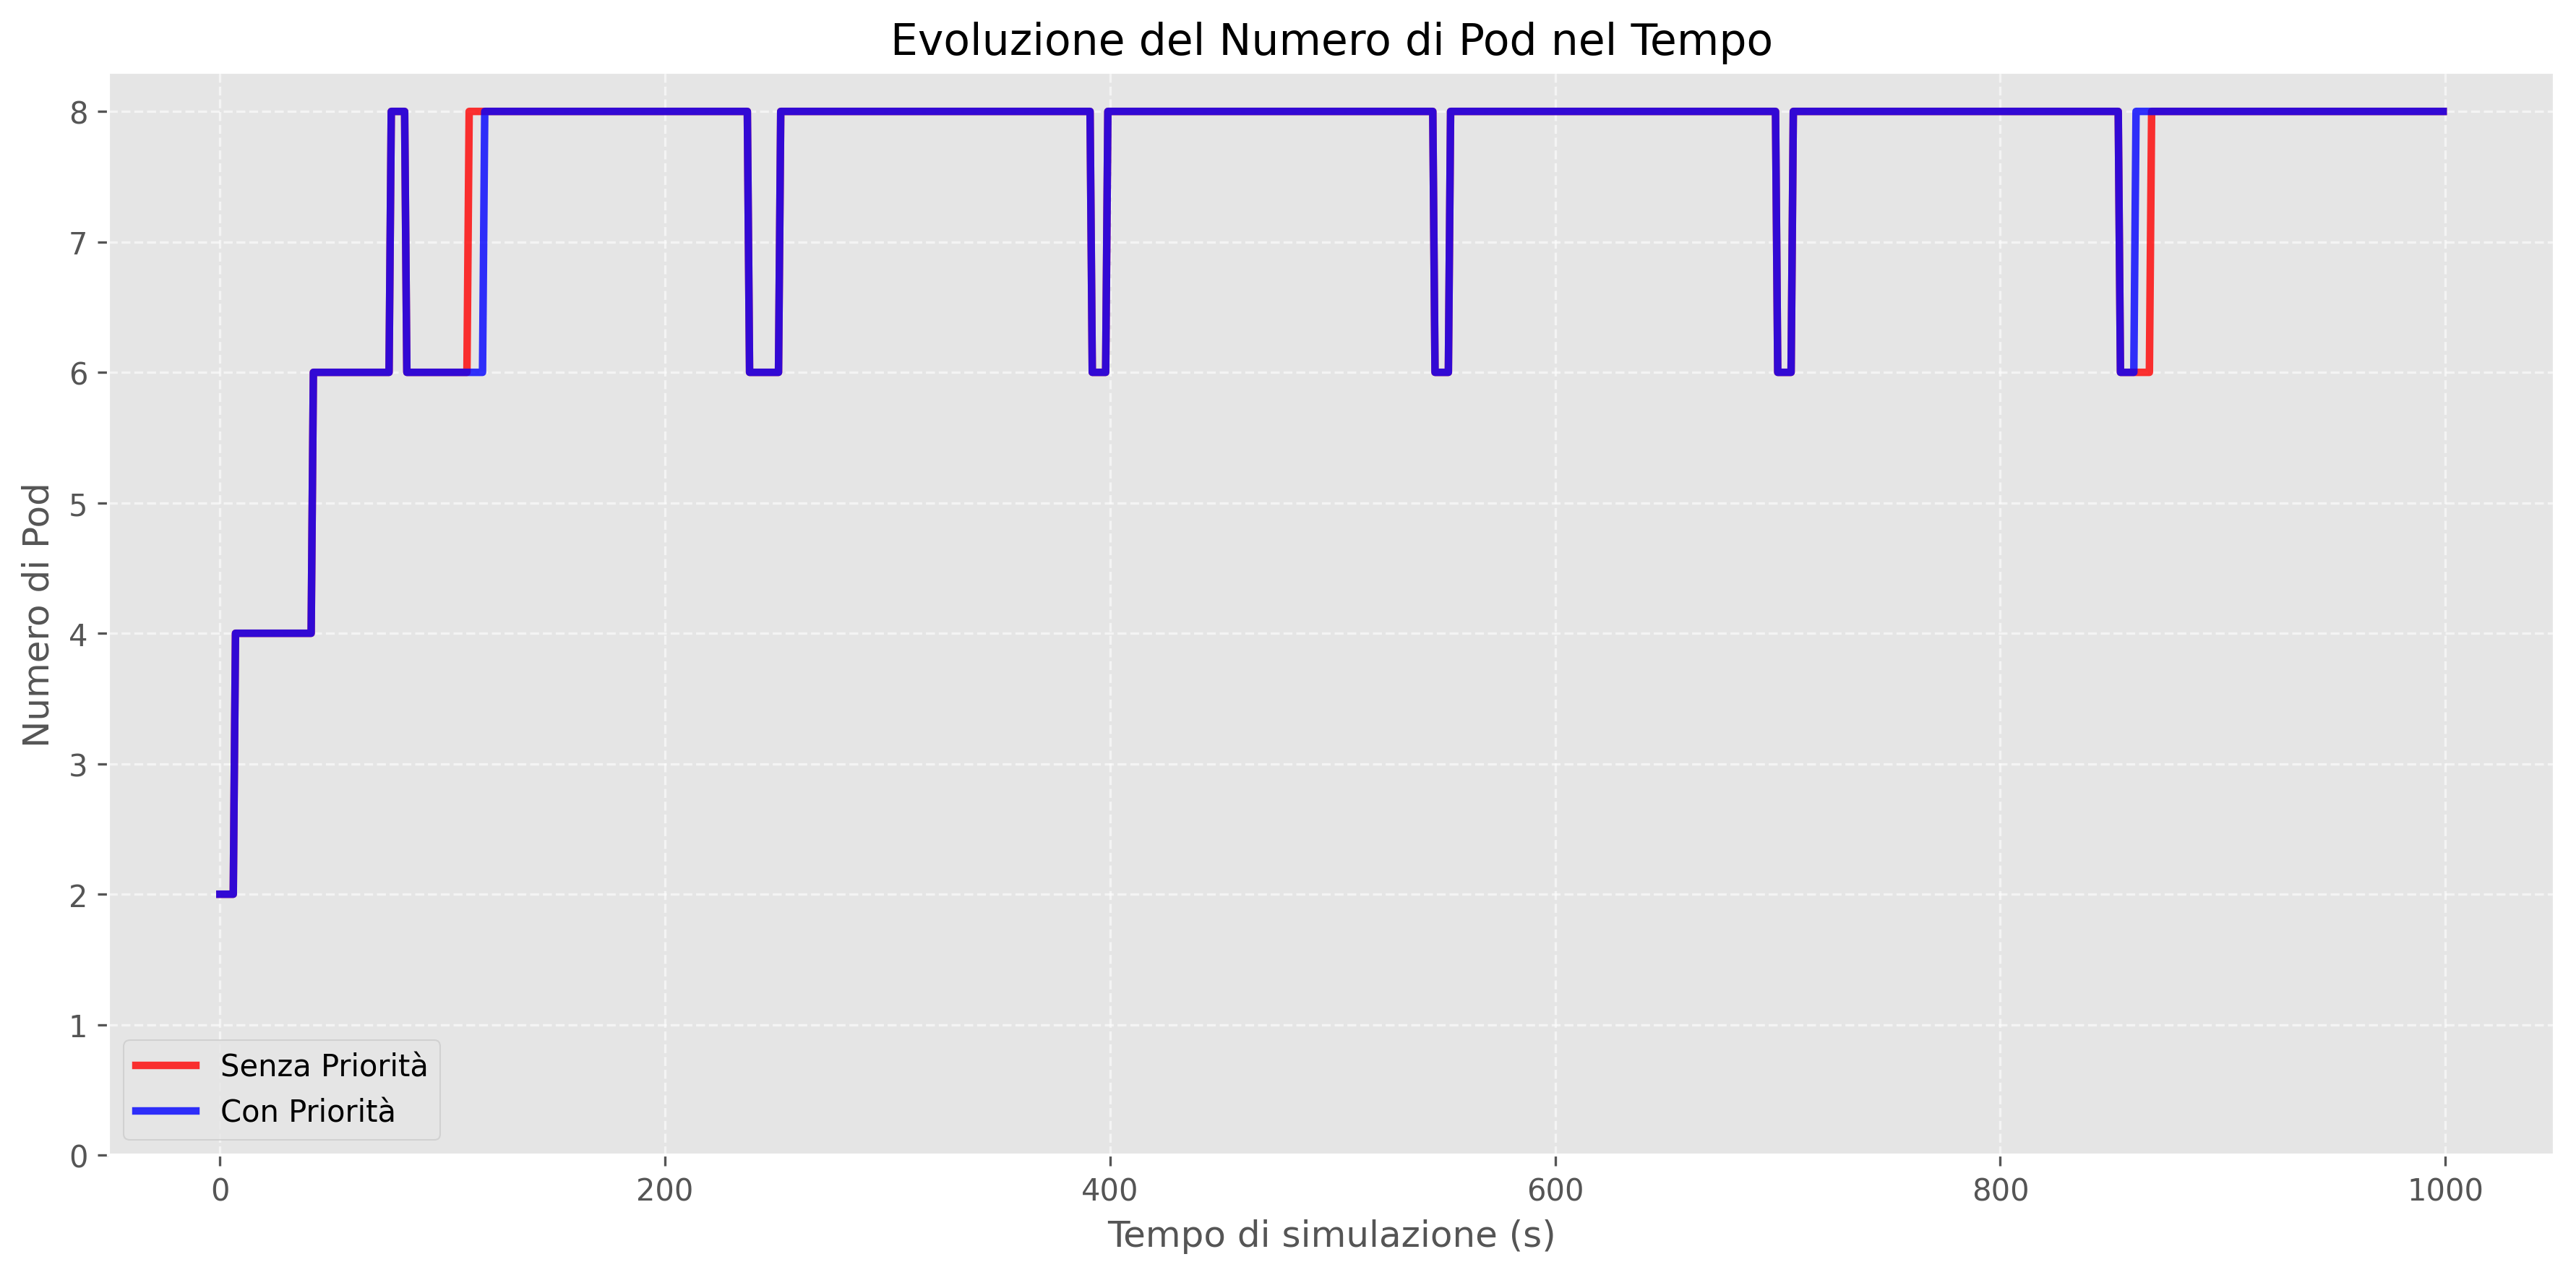 Evoluzione del Numero di Pod nel Tempo
8
7
6
5
4
3
2
1
0
Numero di Pod
Senza Priorità
Con Priorità
0 200 400 600 800 1000
Tempo di simulazione (s)